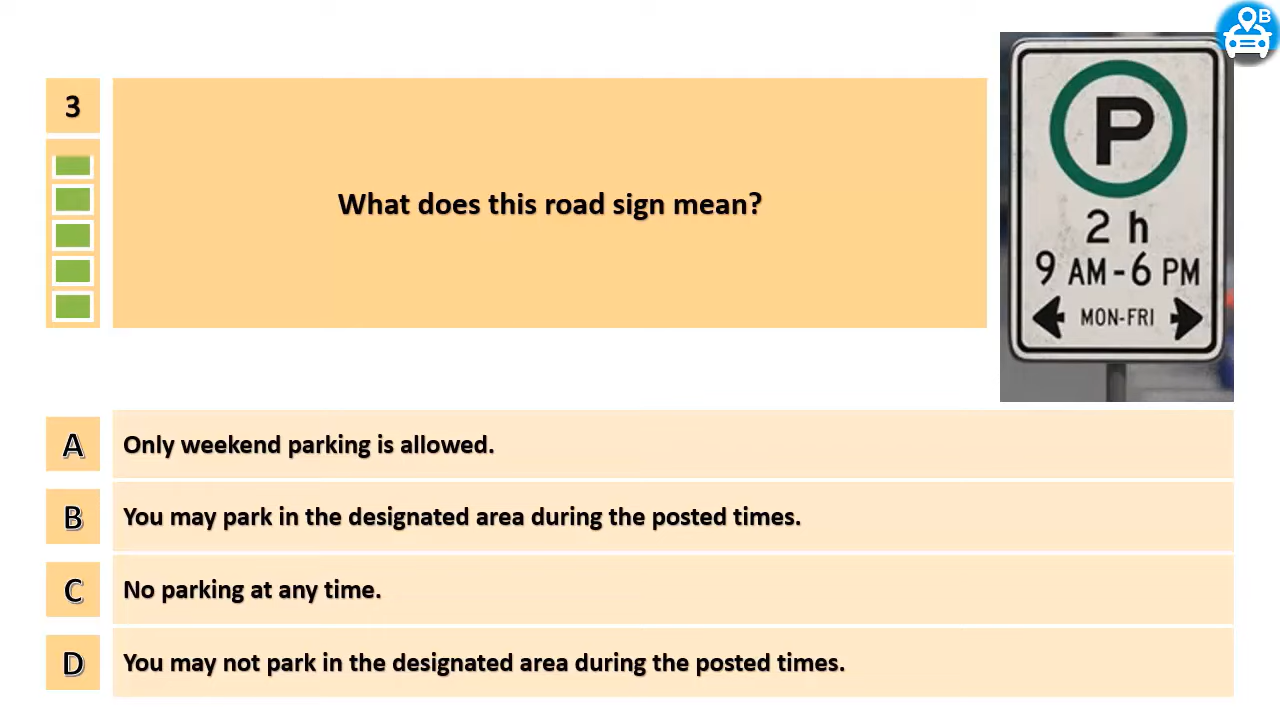 B
3
What does this road sign mean?
P
2 h
9 AM-6 PM
MON-FRI
A
Only weekend parking is allowed.
B
You may park in the designated area during the posted times.
C
No parking at any time.
D
You may not park in the designated area during the posted times.